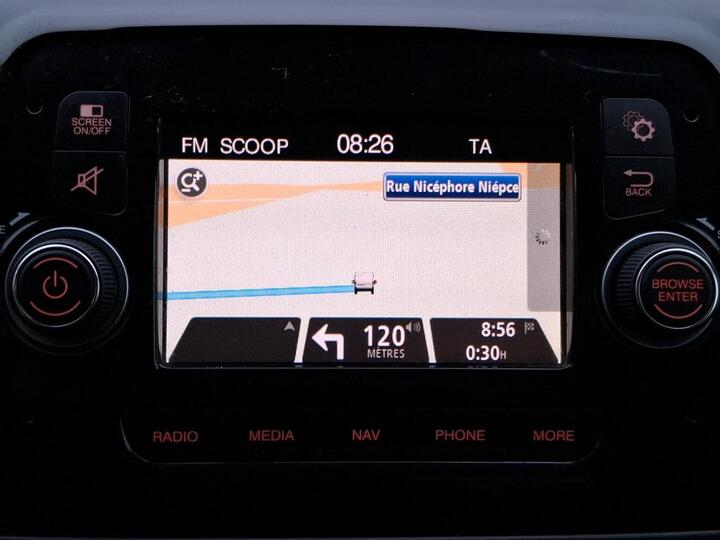 SCREEN
ON/OFF
FM SCOOP 08:26 TA
Rue Nicéphore Niépce
BACK
BROWSE
ENTER
120
MÈTRES
8:56
0:30H
RADIO MEDIA NAV PHONE MORE